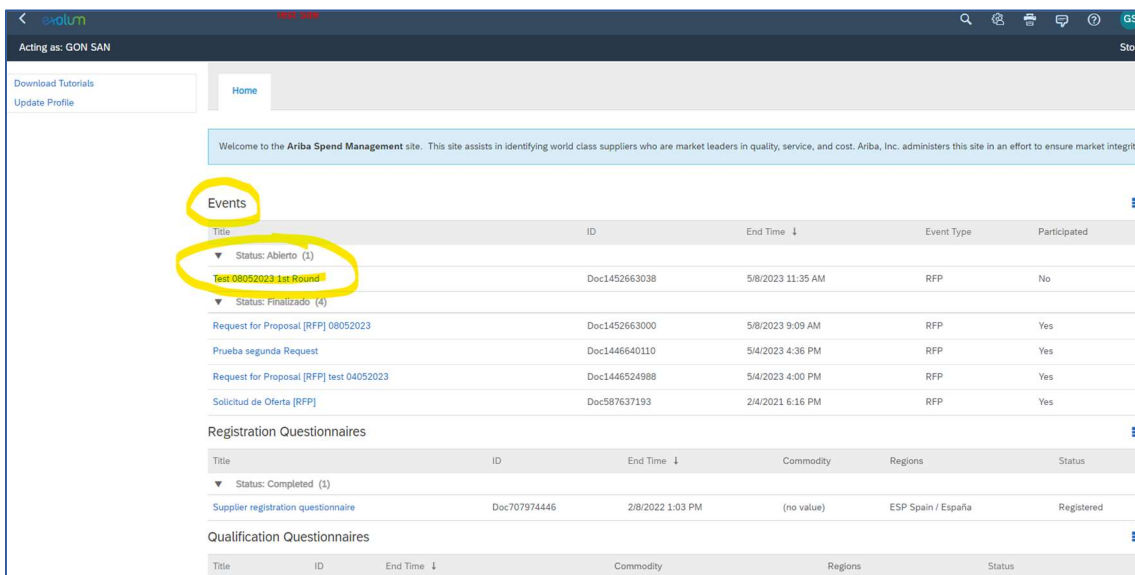 exolum
Acting as: GON SAN
Sto
GS
Download Tutorials
Update Profile
Home
Welcome to the Ariba Spend Management site. This site assists in identifying world class suppliers who are market leaders in quality, service, and cost. Ariba, Inc. administers this site in an effort to ensure market integrit
Events
Title ID End Time ↓ Event Type Participated
▼ Status: Abierto (1)
Test 08052023 1st Round Doc1452663038 5/8/2023 11:35 AM RFP No
▼ Status: Finalizado (4)
Request for Proposal [RFP] 08052023 Doc1452663000 5/8/2023 9:09 AM RFP Yes
Prueba segunda Request Doc1446640110 5/4/2023 4:36 PM RFP Yes
Request for Proposal [RFP] test 04052023 Doc1446524988 5/4/2023 4:00 PM RFP Yes
Solicitud de Oferta [RFP] Doc587637193 2/4/2021 6:16 PM RFP Yes
Registration Questionnaires
Title ID End Time ↓ Commodity Regions Status
▼ Status: Completed (1)
Supplier registration questionnaire Doc707974446 2/8/2022 1:03 PM (no value) ESP Spain / España Registered
Qualification Questionnaires
Title ID End Time ↓ Commodity Regions Status